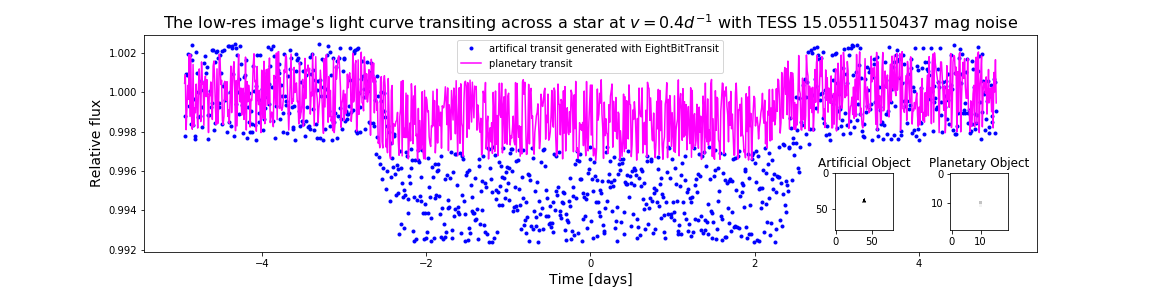 The low-res image's light curve transiting across a star at v = 0.4d⁻¹ with TESS 15.0551150437 mag noise
artifical transit generated with EightBitTransit
planetary transit
Relative flux
1.002
1.000
0.998
0.996
0.994
0.992
Artificial Object
Planetary Object
0
50
0
50
0
10
0
10
−4
−2
0
2
4
Time [days]